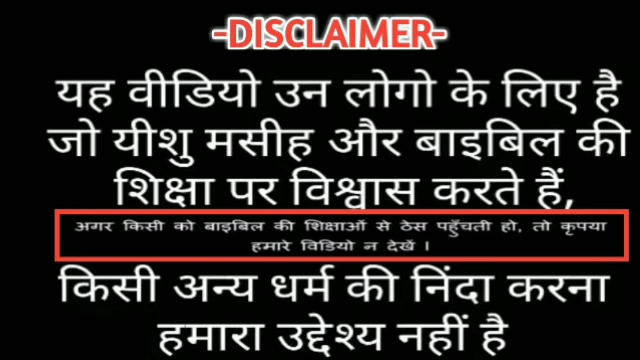 -DISCLAIMER-
यह वीडियो उन लोगो के लिए है
जो यीशु मसीह और बाइबिल की
शिक्षा पर विश्वास करते हैं,
अगर किसी को बाइबिल की शिक्षाओं से ठेस पहुँचती हो, तो कृपया
हमारे विडियो न देखें ।
किसी अन्य धर्म की निंदा करना
हमारा उद्देश्य नहीं है